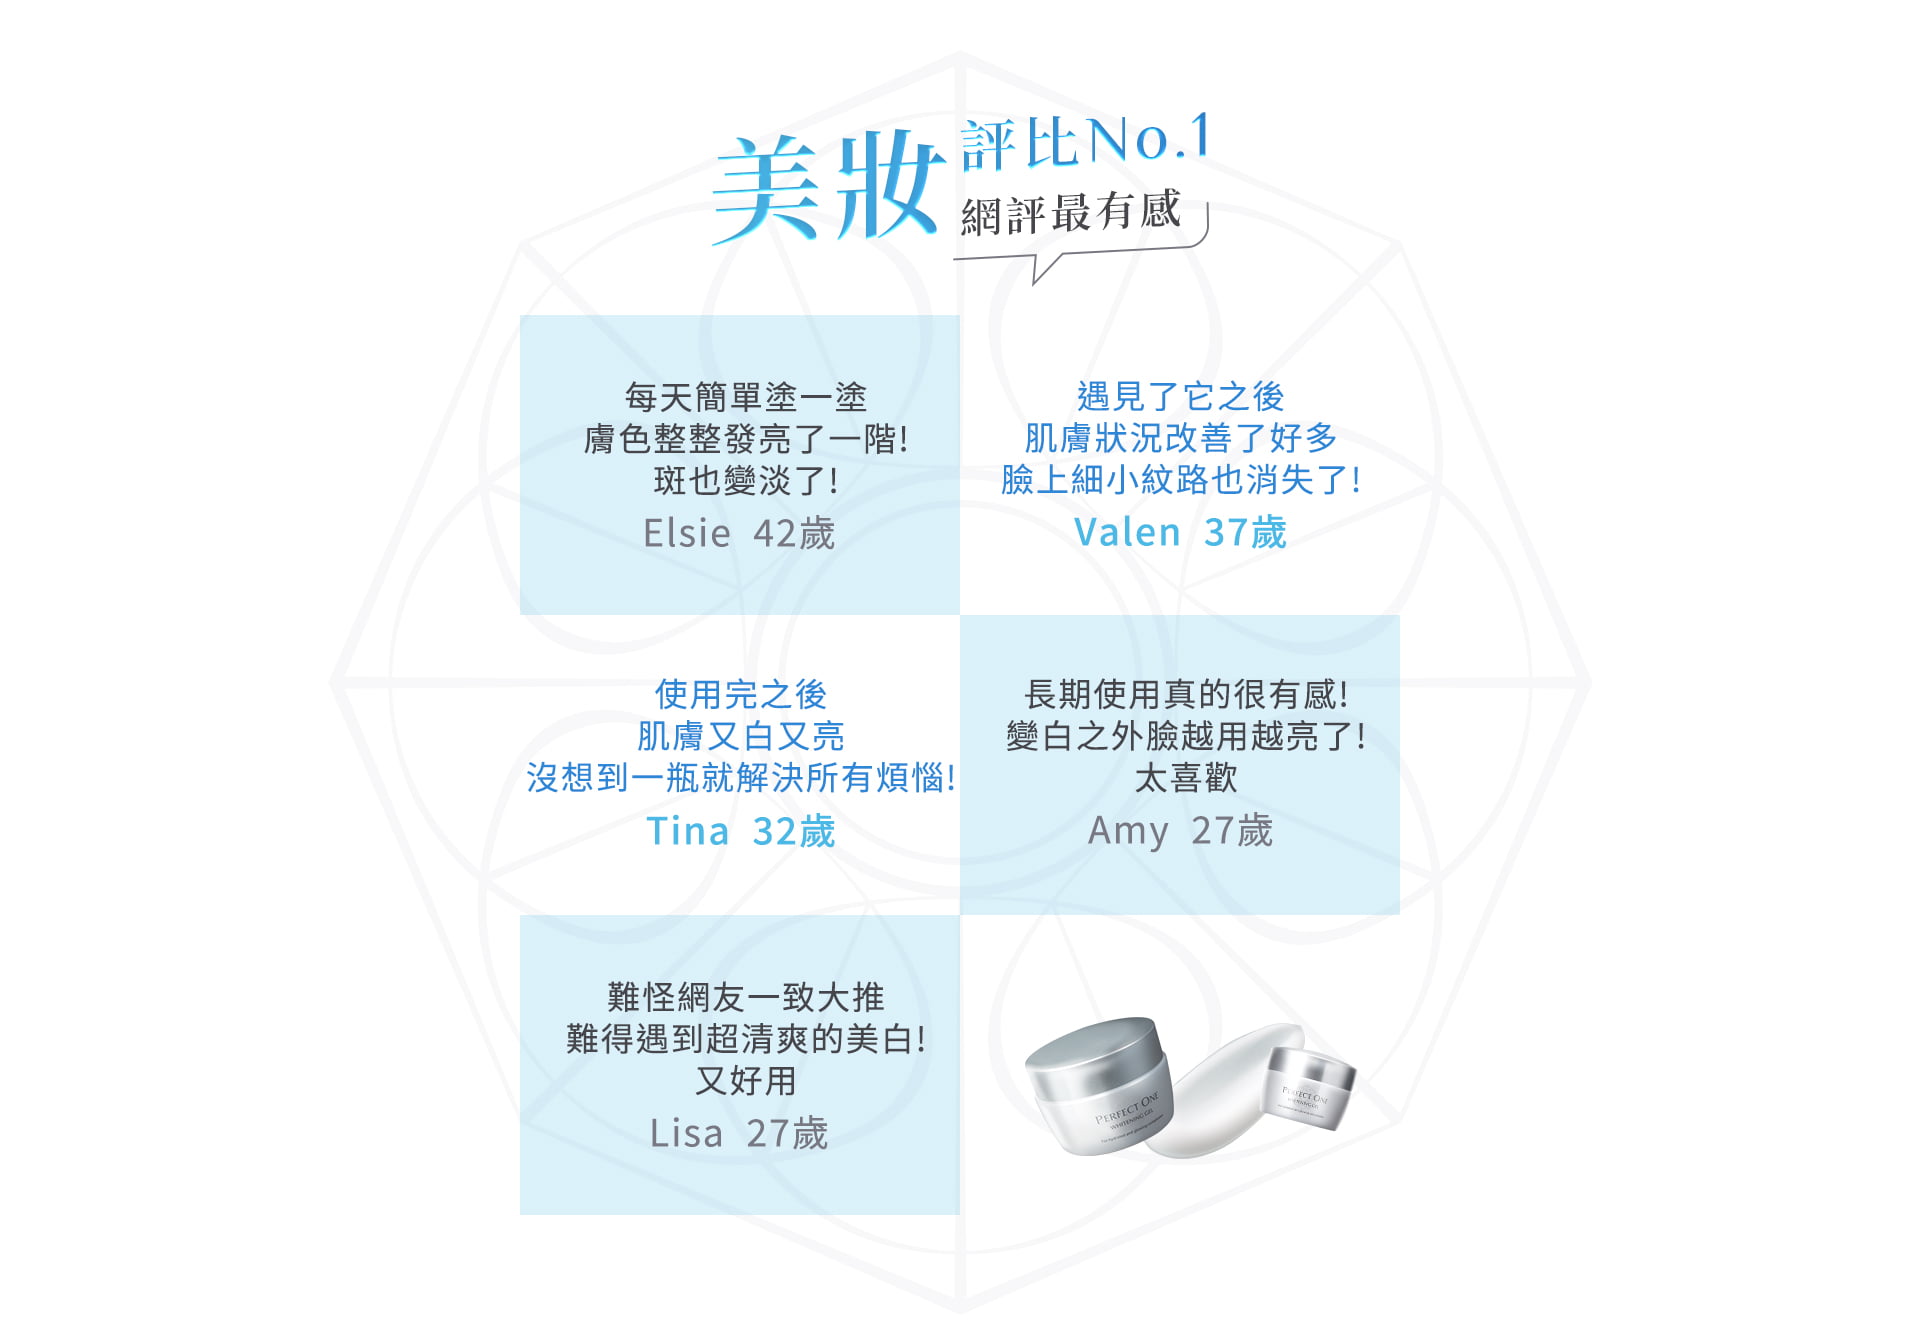 美妝評比No.1
網評最有感
每天簡單塗一塗
膚色整整發亮了一階!
斑也變淡了!
Elsie 42歲
遇見了它之後
肌膚狀況改善了好多
臉上細小紋路也消失了!
Valen 37歲
使用完之後
肌膚又白又亮
沒想到一瓶就解決所有煩惱!
Tina 32歲
長期使用真的很有感!
變白之外臉越用越亮了!
太喜歡
Amy 27歲
難怪網友一致大推
難得遇到超清爽的美白!
又好用
Lisa 27歲
PERFECT ONE
WHITENING GEL
PERFECT ONE
WHITENING GEL